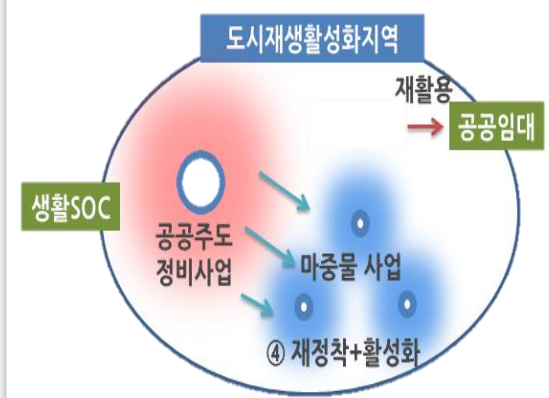 도시재생활성화지역
재활용
공공임대
생활SOC
공공주도
정비사업
마중물 사업
④ 재정착+활성화